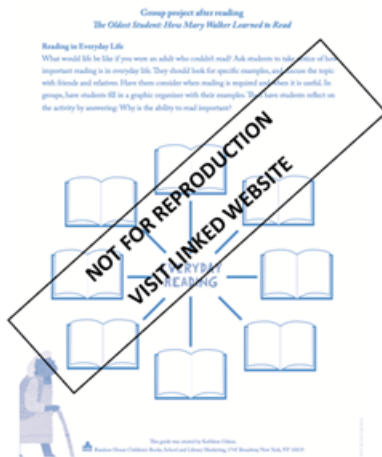 Group project after reading
The Oldest Student: How Mary Walker Learned to Read
Reading in Everyday Life
What would life be like if you were an adult who couldn't read? Ask students to take notice of how
important reading is in everyday life. They should look for specific examples, and discuss the topic
with friends and relatives. Have them consider when reading is required and when it is useful. In
groups, have students fill in a graphic organizer with their examples. Then have students reflect on
the activity by answering: Why is the ability to read important?
NOT FOR REPRODUCTION
VISIT LINKED WEBSITE
EVERYDAY
READING
This guide was created by Kathleen
Random House Children's Books, School and Library Marketing, 1745 Broadway New York, NY 10019